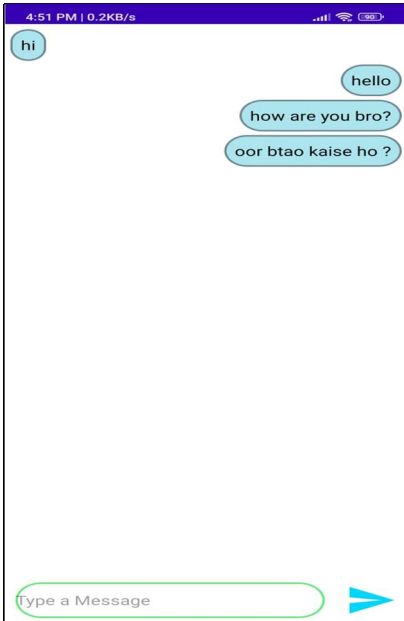 4:51 PM | 0.2KB/s 90
hi
hello
how are you bro?
oor btao kaise ho ?
Type a Message